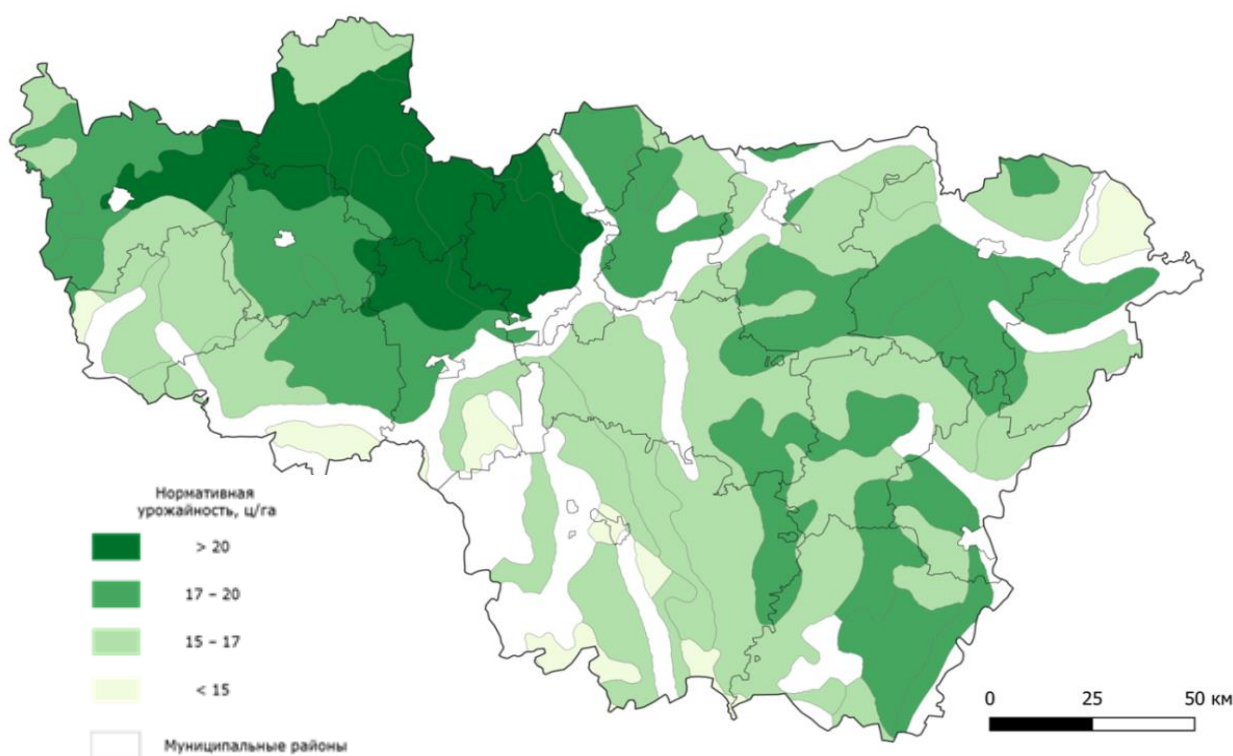 Нормативная
урожайность, ц/га
> 20
17 – 20
15 – 17
< 15
Муниципальные районы
0 25 50 км